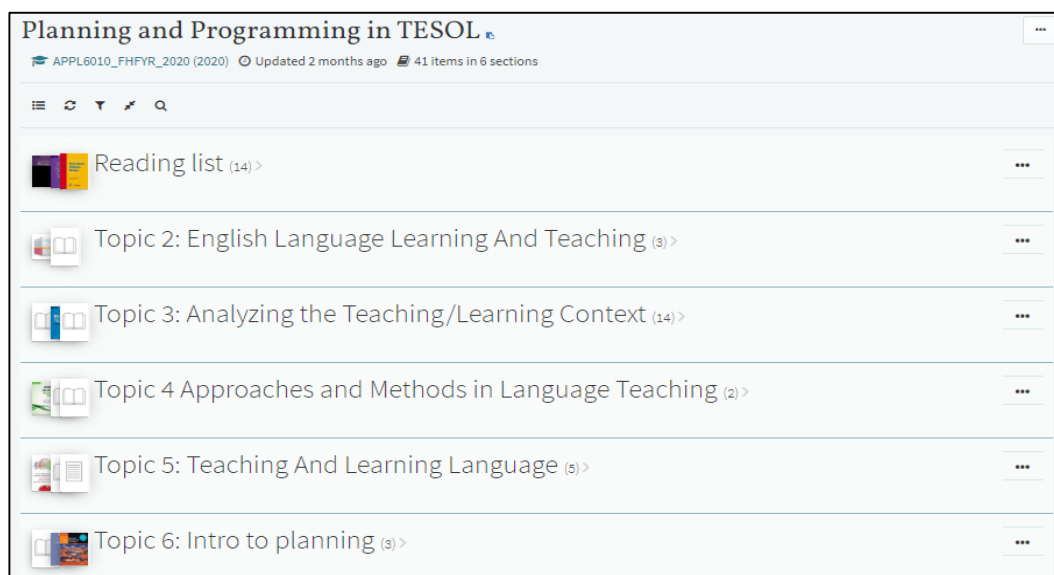 Planning and Programming in TESOL
APPL6010_FHFYR_2020 (2020) Updated 2 months ago 41 items in 6 sections
Reading list (14) >
Topic 2: English Language Learning And Teaching (3) >
Topic 3: Analyzing the Teaching/Learning Context (14) >
Topic 4 Approaches and Methods in Language Teaching (2) >
Topic 5: Teaching And Learning Language (5) >
Topic 6: Intro to planning (3) >